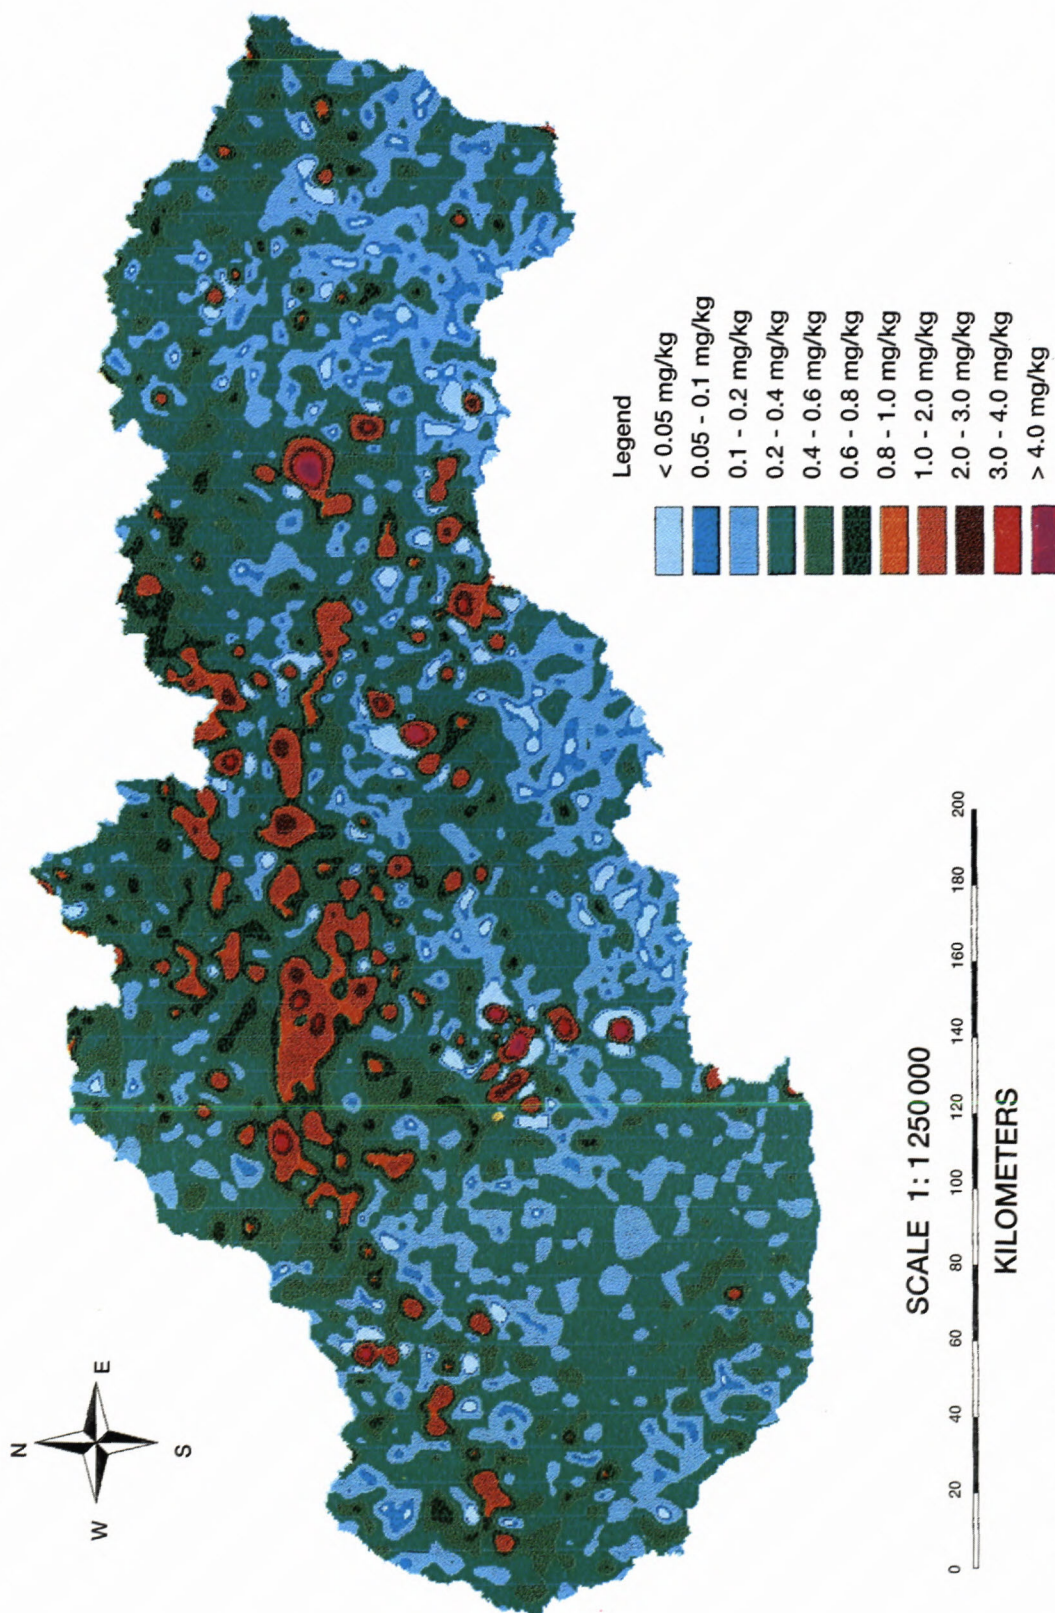 N
W
E
S
Legend
< 0.05 mg/kg
0.05 - 0.1 mg/kg
0.1 - 0.2 mg/kg
0.2 - 0.4 mg/kg
0.4 - 0.6 mg/kg
0.6 - 0.8 mg/kg
0.8 - 1.0 mg/kg
1.0 - 2.0 mg/kg
2.0 - 3.0 mg/kg
3.0 - 4.0 mg/kg
> 4.0 mg/kg
SCALE 1: 1 250 000
0 20 40 60 80 100 120 140 160 180 200
KILOMETERS